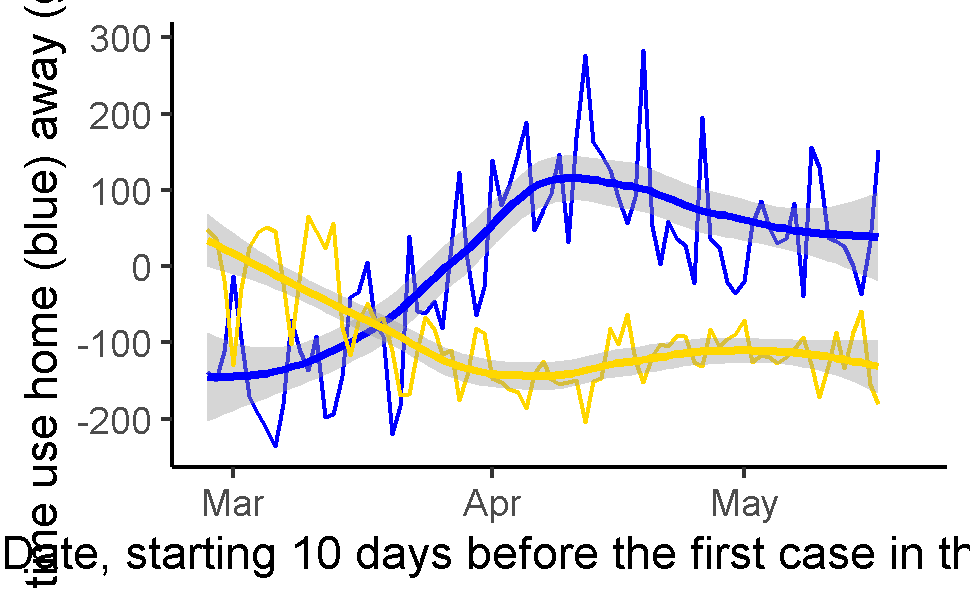 time use home (blue) away (
300
200
100
0
-100
-200
Mar Apr May
Date, starting 10 days before the first case in th